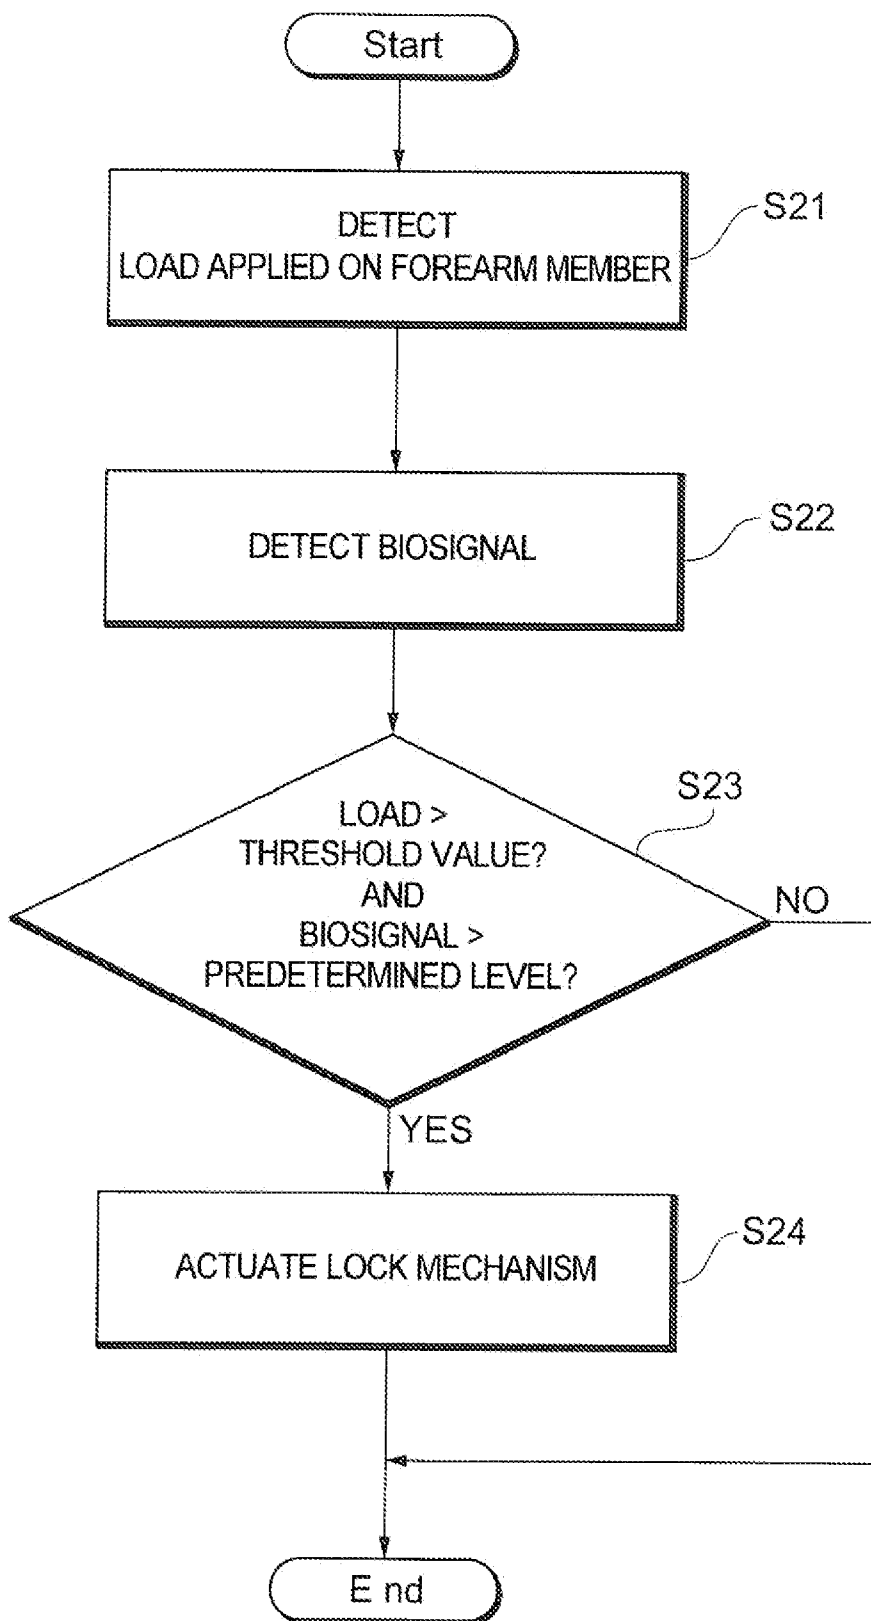 Start
DETECT
LOAD APPLIED ON FOREARM MEMBER
S21
DETECT BIOSIGNAL
S22
LOAD >
THRESHOLD VALUE?
AND
BIOSIGNAL >
PREDETERMINED LEVEL?
S23
NO
YES
ACTUATE LOCK MECHANISM
S24
E nd